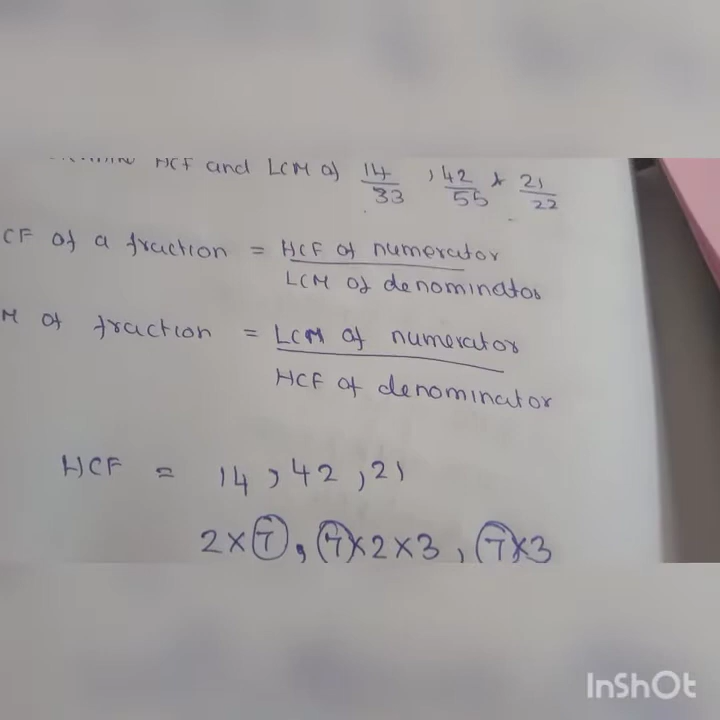 HCF and LCM of 14/33 , 42/55 & 21/22
CF of a fraction = HCF of numerator / LCM of denominator
M of fraction = LCM of numerator / HCF of denominator
HCF = 14 , 42 , 21
2×7, 7×2×3, 7×3
InShOt